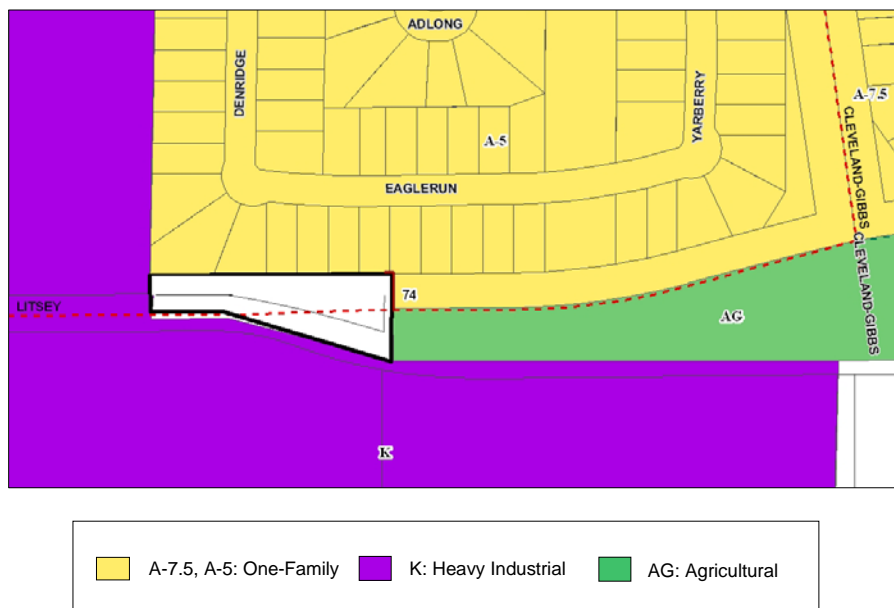 ADLONG
DENRIDGE
YARBERRY
A-7.5
A-5
CLEVELAND-GIBBS
EAGLERUN
CLEVELAND-GIBBS
74
LITSEY
AG
K
A-7.5, A-5: One-Family
K: Heavy Industrial
AG: Agricultural